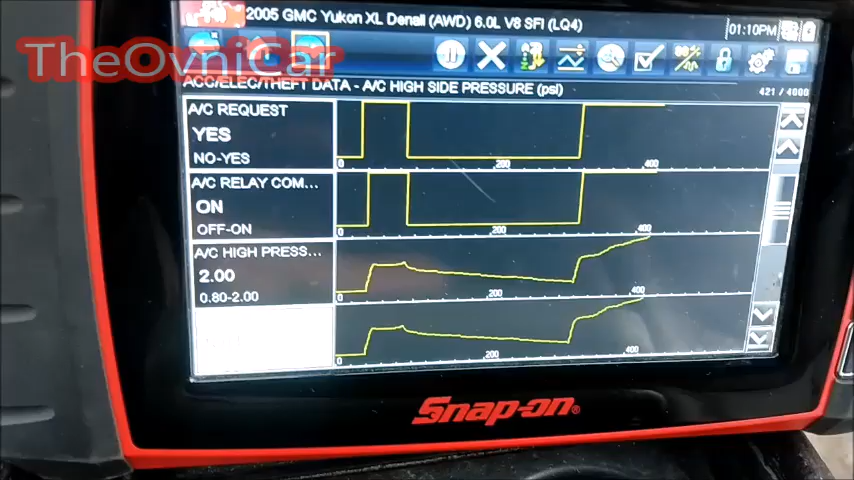 2005 GMC Yukon XL Denali (AWD) 6.0L V8 SFI (LQ4)
01:10PM
TheOvniCar
ACC/ELEC/THEFT DATA - A/C HIGH SIDE PRESSURE (psi)
421 / 4000
A/C REQUEST
YES
NO-YES
0
200
400
A/C RELAY COM...
ON
OFF-ON
0
200
400
A/C HIGH PRESS...
2.00
0.80-2.00
0
200
400
0
200
400
Snap-on